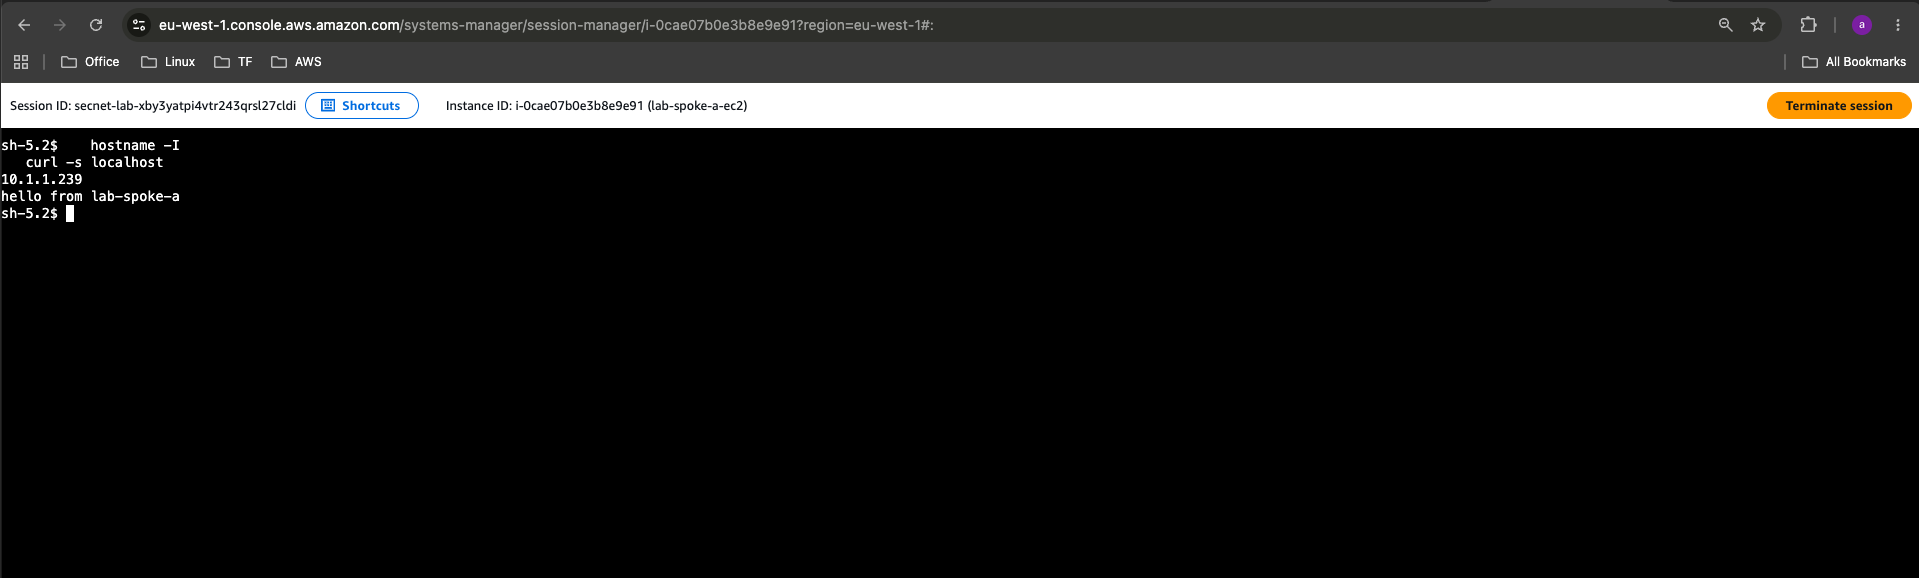 eu-west-1.console.aws.amazon.com/systems-manager/session-manager/i-0cae07b0e3b8e9e91?region=eu-west-1#:
a
Office Linux TF AWS All Bookmarks
Session ID: secnet-lab-xby3yatpi4vtr243qrsl27cldi Shortcuts Instance ID: i-0cae07b0e3b8e9e91 (lab-spoke-a-ec2) Terminate session
sh-5.2$    hostname -I
   curl -s localhost
10.1.1.239
hello from lab-spoke-a
sh-5.2$